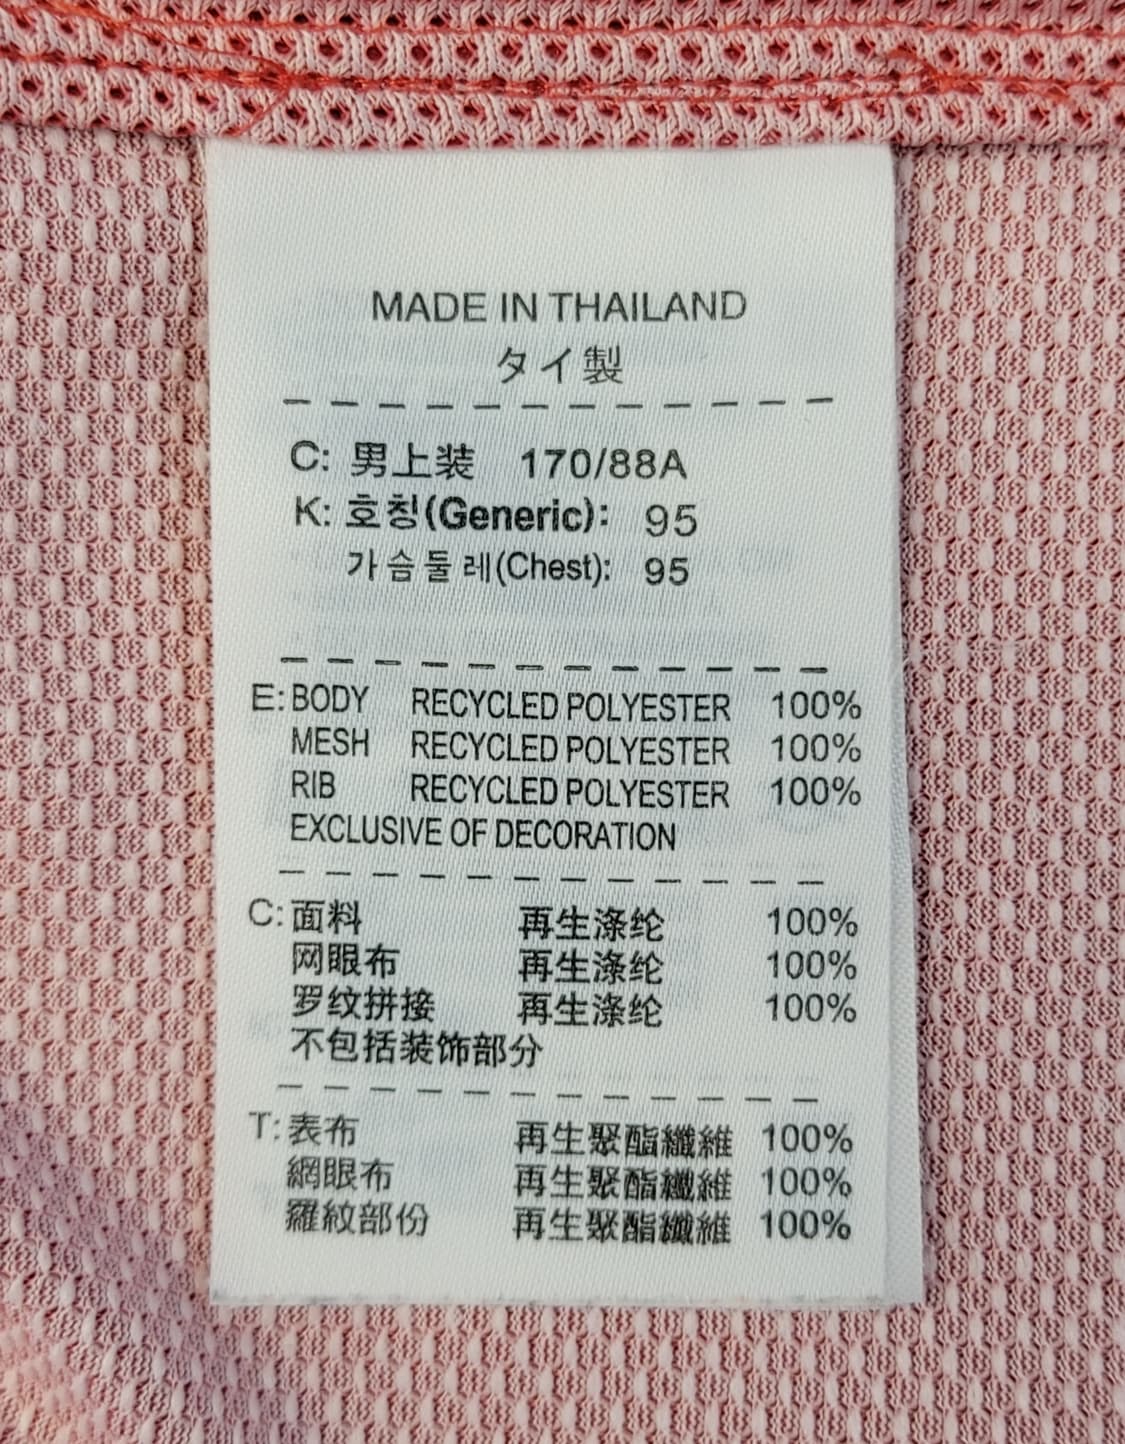 MADE IN THAILAND
タイ製
C: 男上装 170/88A
K: 호칭(Generic): 95
가슴둘레(Chest): 95
E: BODY RECYCLED POLYESTER 100%
MESH RECYCLED POLYESTER 100%
RIB RECYCLED POLYESTER 100%
EXCLUSIVE OF DECORATION
C: 面料 再生涤纶 100%
网眼布 再生涤纶 100%
罗纹拼接 再生涤纶 100%
不包括装饰部分
T: 表布 再生聚酯纖維 100%
網眼布 再生聚酯纖維 100%
羅紋部份 再生聚酯纖維 100%